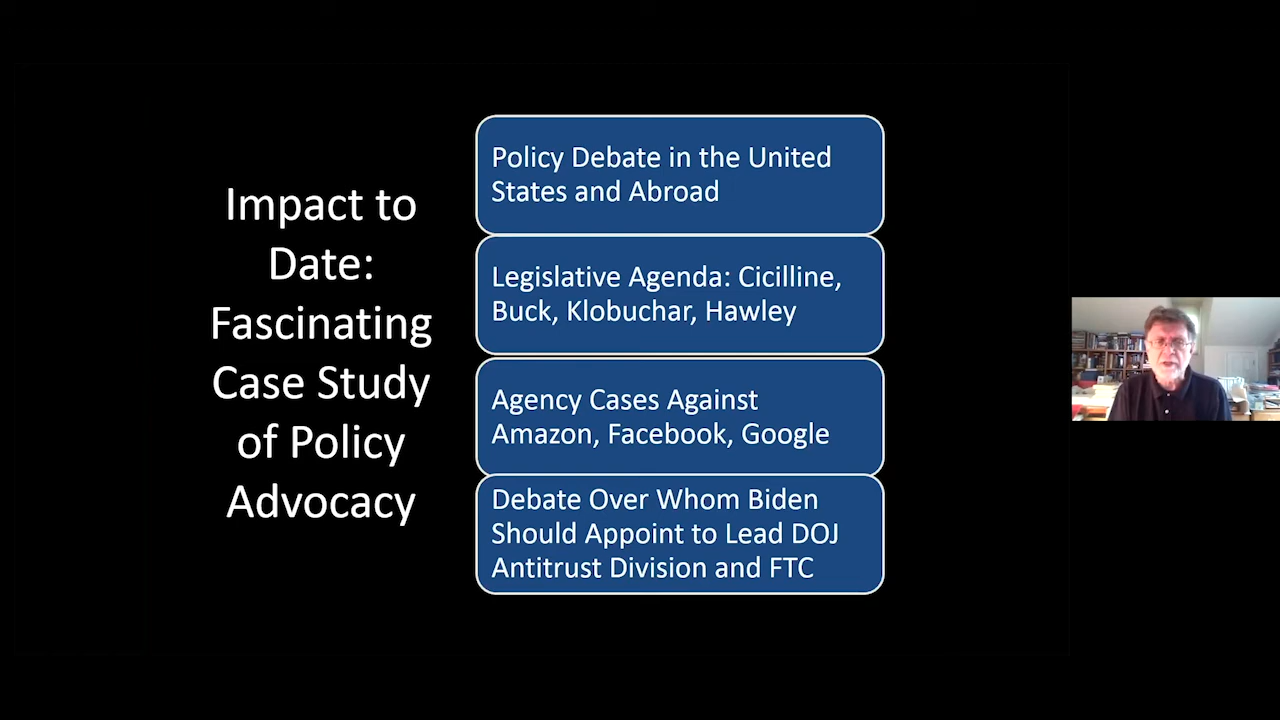 Impact to
Date:
Fascinating
Case Study
of Policy
Advocacy
Policy Debate in the United
States and Abroad
Legislative Agenda: Cicilline,
Buck, Klobuchar, Hawley
Agency Cases Against
Amazon, Facebook, Google
Debate Over Whom Biden
Should Appoint to Lead DOJ
Antitrust Division and FTC